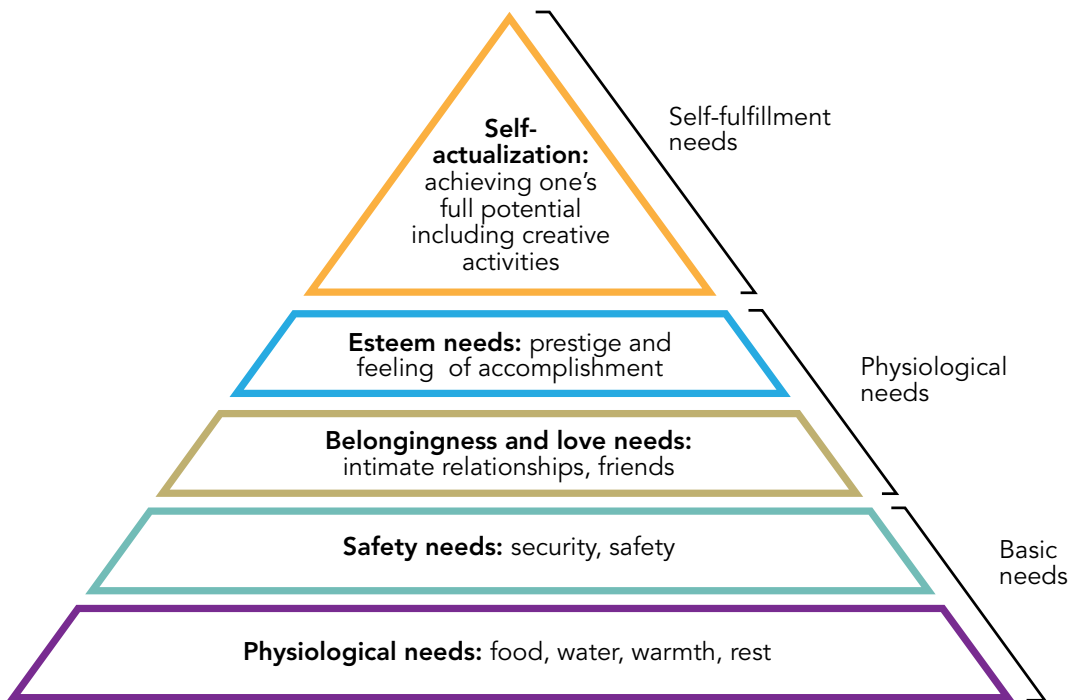 Self-
actualization:
achieving one's
full potential
including creative
activities
Self-fulfillment
needs
Esteem needs: prestige and
feeling  of accomplishment
Physiological
needs
Belongingness and love needs:
intimate relationships, friends
Safety needs: security, safety
Basic
needs
Physiological needs: food, water, warmth, rest